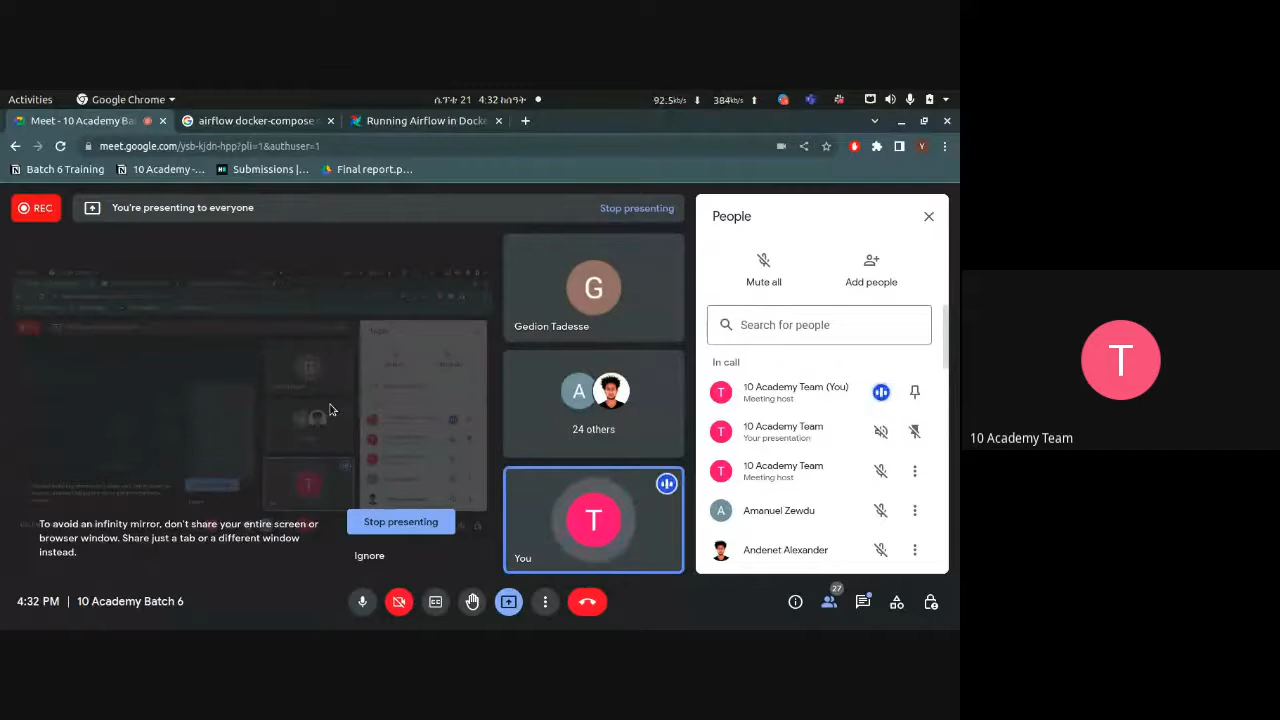 Activities
Google Chrome
ሴፕቴ 21 4:32 ከሰዓት
92.5kb/s
384kb/s
Meet - 10 Academy Ba
airflow docker-compose
Running Airflow in Docke
meet.google.com/ysb-kjdn-hpp?pli=1&authuser=1
Y
Batch 6 Training
10 Academy -...
Submissions |...
Final report.p...
REC
You're presenting to everyone
Stop presenting
G
Gedion Tadesse
A
24 others
T
You
To avoid an infinity mirror, don't share your entire screen or
browser window. Share just a tab or a different window
instead.
Stop presenting
Ignore
People
Mute all
Add people
Search for people
In call
T
10 Academy Team (You)
Meeting host
T
10 Academy Team
Your presentation
T
10 Academy Team
Meeting host
A
Amanuel Zewdu
Andenet Alexander
4:32 PM | 10 Academy Batch 6
27
T
10 Academy Team